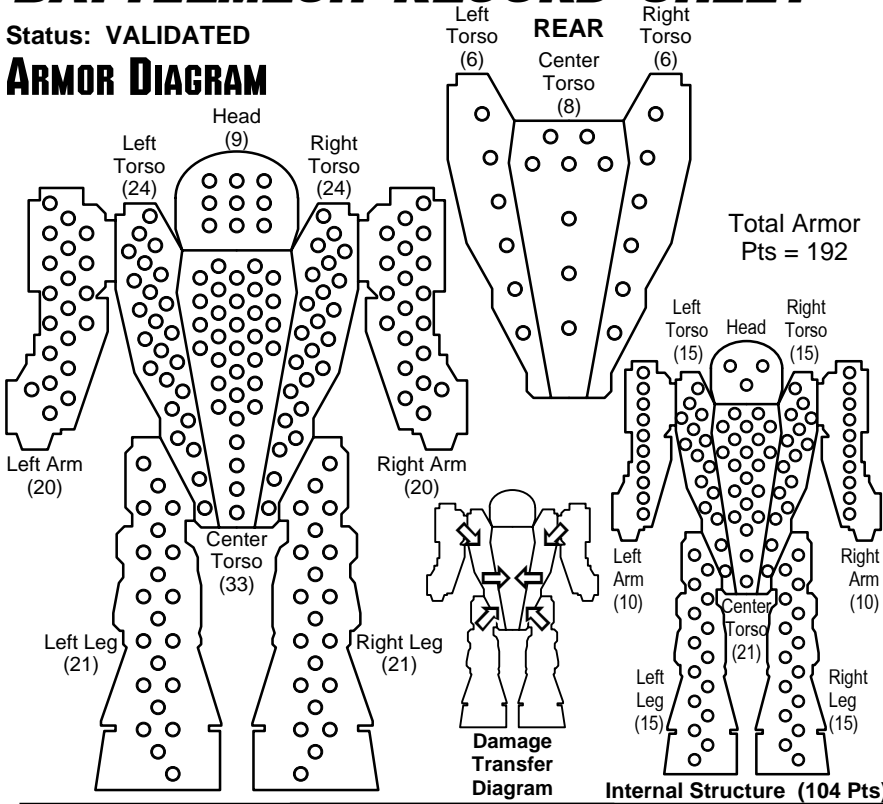 BATTLEMECH RECORD SHEET
Status: VALIDATED
ARMOR DIAGRAM
Head
(9)
Left
Torso
(24)
Right
Torso
(24)
Left Arm
(20)
Right Arm
(20)
Center
Torso
(33)
Left Leg
(21)
Right Leg
(21)
REAR
Left
Torso
(6)
Center
Torso
(8)
Right
Torso
(6)
Total Armor
Pts = 192
Left
Torso
(15)
Head
Right
Torso
(15)
Left
Arm
(10)
Right
Arm
(10)
Center
Torso
(21)
Left
Leg
(15)
Right
Leg
(15)
Damage
Transfer
Diagram
Internal Structure (104 Pts)